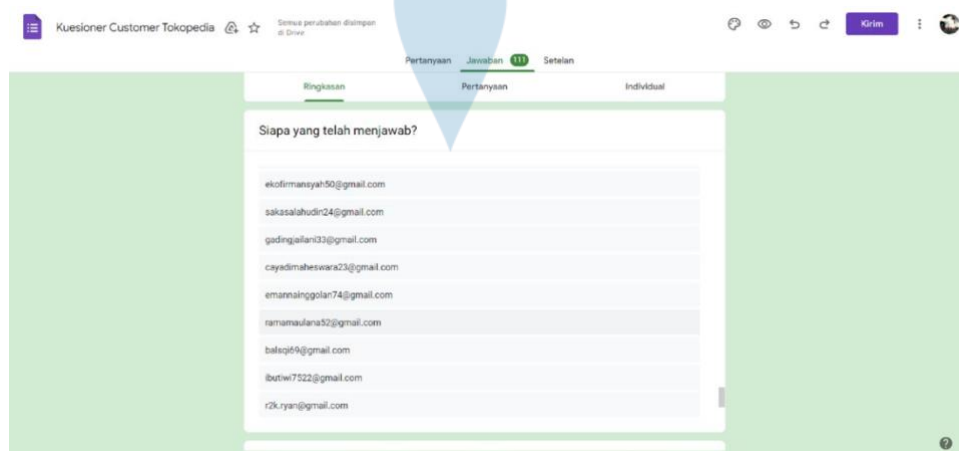 Kuesioner Customer Tokopedia
Semua perubahan disimpan
di Drive
Kirim
Pertanyaan Jawaban 111 Setelan
Ringkasan Pertanyaan Individual
Siapa yang telah menjawab?
ekofirmansyah50@gmail.com
sakasalahudin24@gmail.com
gadingjailani33@gmail.com
cayadimaheswara23@gmail.com
emannainggolan74@gmail.com
ramamaulana52@gmail.com
balsqi69@gmail.com
ibutiwi7522@gmail.com
r2k.ryan@gmail.com